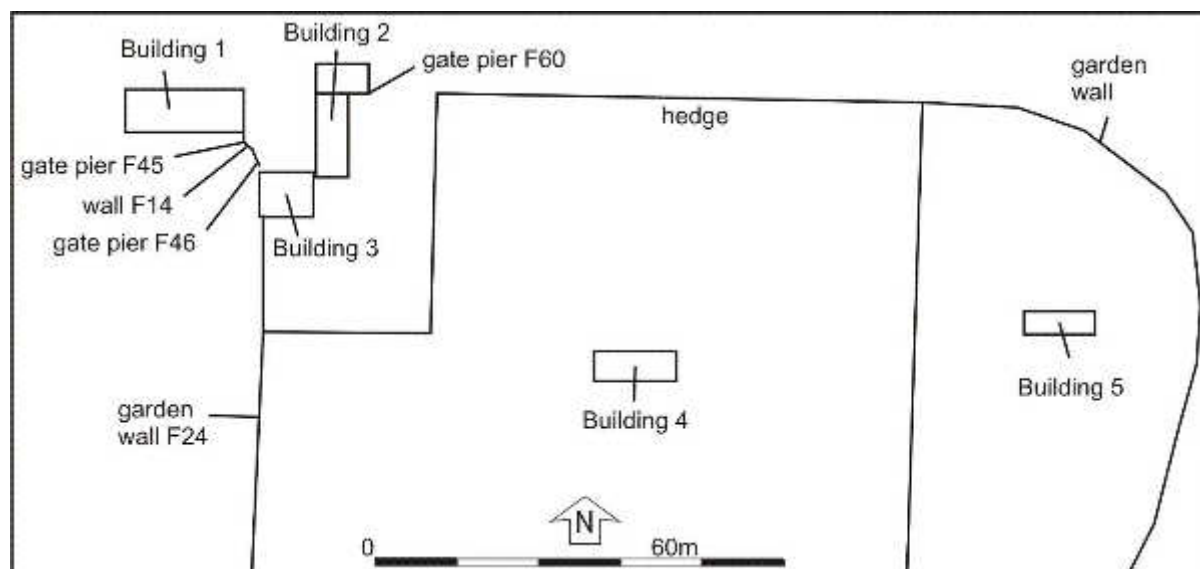 Building 1
Building 2
gate pier F60
garden
wall
hedge
gate pier F45
wall F14
gate pier F46
Building 3
Building 5
garden
wall F24
Building 4
N
0
60m